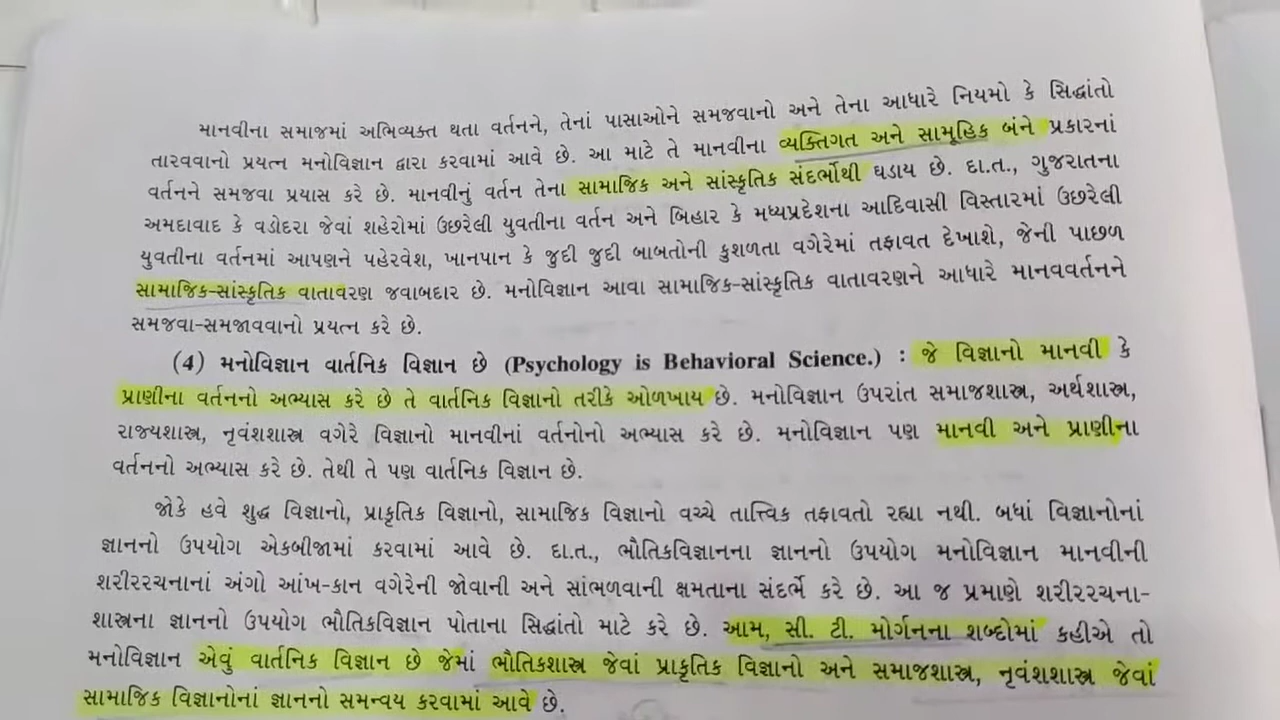 માનવીના સમાજમાં અભિવ્યક્ત થતા વર્તનને, તેનાં પાસાઓને સમજવાનો અને તેના આધારે નિયમો કે સિદ્ધાંતો
તારવવાનો પ્રયત્ન મનોવિજ્ઞાન દ્વારા કરવામાં આવે છે. આ માટે તે માનવીના વ્યક્તિગત અને સામૂહિક બંને પ્રકારનાં
વર્તનને સમજવા પ્રયાસ કરે છે. માનવીનું વર્તન તેના સામાજિક અને સાંસ્કૃતિક સંદર્ભોથી ઘડાય છે. દા.ત., ગુજરાતના
અમદાવાદ કે વડોદરા જેવાં શહેરોમાં ઉછરેલી યુવતીના વર્તન અને બિહાર કે મધ્યપ્રદેશના આદિવાસી વિસ્તારમાં ઉછરેલી
યુવતીના વર્તનમાં આપણને પહેરવેશ, ખાનપાન કે જુદી જુદી બાબતોની કુશળતા વગેરેમાં તફાવત દેખાશે, જેની પાછળ
સામાજિક-સાંસ્કૃતિક વાતાવરણ જવાબદાર છે. મનોવિજ્ઞાન આવા સામાજિક-સાંસ્કૃતિક વાતાવરણને આધારે માનવવર્તનને
સમજવા-સમજાવવાનો પ્રયત્ન કરે છે.
(4) મનોવિજ્ઞાન વાર્તનિક વિજ્ઞાન છે (Psychology is Behavioral Science.) : જે વિજ્ઞાનો માનવી કે
પ્રાણીના વર્તનનો અભ્યાસ કરે છે તે વાર્તનિક વિજ્ઞાનો તરીકે ઓળખાય છે. મનોવિજ્ઞાન ઉપરાંત સમાજશાસ્ત્ર, અર્થશાસ્ત્ર,
રાજ્યશાસ્ત્ર, નૃવંશશાસ્ત્ર વગેરે વિજ્ઞાનો માનવીનાં વર્તનોનો અભ્યાસ કરે છે. મનોવિજ્ઞાન પણ માનવી અને પ્રાણીના
વર્તનનો અભ્યાસ કરે છે. તેથી તે પણ વાર્તનિક વિજ્ઞાન છે.
જોકે હવે શુદ્ધ વિજ્ઞાનો, પ્રાકૃતિક વિજ્ઞાનો, સામાજિક વિજ્ઞાનો વચ્ચે તાત્ત્વિક તફાવતો રહ્યા નથી. બધાં વિજ્ઞાનોનાં
જ્ઞાનનો ઉપયોગ એકબીજામાં કરવામાં આવે છે. દા.ત., ભૌતિકવિજ્ઞાનના જ્ઞાનનો ઉપયોગ મનોવિજ્ઞાન માનવીની
શરીરરચનાનાં અંગો આંખ-કાન વગેરેની જોવાની અને સાંભળવાની ક્ષમતાના સંદર્ભે કરે છે. આ જ પ્રમાણે શરીરરચના-
શાસ્ત્રના જ્ઞાનનો ઉપયોગ ભૌતિકવિજ્ઞાન પોતાના સિદ્ધાંતો માટે કરે છે. આમ, સી. ટી. મોર્ગનના શબ્દોમાં કહીએ તો
મનોવિજ્ઞાન એવું વાર્તનિક વિજ્ઞાન છે જેમાં ભૌતિકશાસ્ત્ર જેવાં પ્રાકૃતિક વિજ્ઞાનો અને સમાજશાસ્ત્ર, નૃવંશશાસ્ત્ર જેવાં
સામાજિક વિજ્ઞાનોનાં જ્ઞાનનો સમન્વય કરવામાં આવે છે.